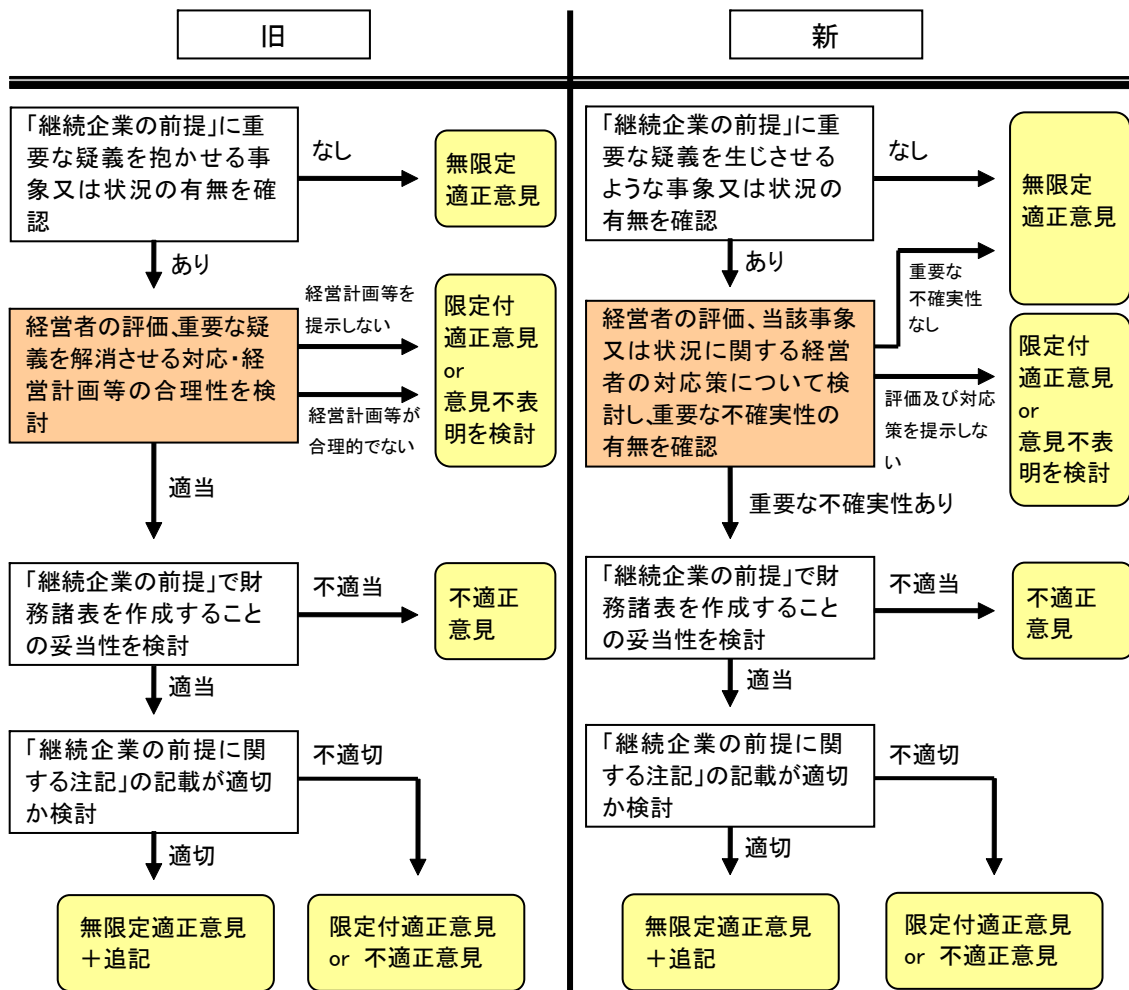 旧
「継続企業の前提」に重
要な疑義を抱かせる事
象又は状況の有無を確
認
なし
無限定
適正意見
あり
経営者の評価、重要な疑
義を解消させる対応・経
営計画等の合理性を検
討
経営計画等を
提示しない
経営計画等が
合理的でない
限定付
適正意見
or
意見不表
明を検討
適当
「継続企業の前提」で財
務諸表を作成すること
の妥当性を検討
不適当
不適正
意見
適当
「継続企業の前提に関
する注記」の記載が適切
か検討
不適切
適切
無限定適正意見
＋追記
限定付適正意見
or 不適正意見
新
「継続企業の前提」に重
要な疑義を生じさせる
ような事象又は状況の
有無を確認
なし
無限定
適正意見
あり
重要な
不確実性
なし
経営者の評価、当該事象
又は状況に関する経営
者の対応策について検
討し、重要な不確実性の
有無を確認
評価及び対応
策を提示しな
い
限定付
適正意見
or
意見不表
明を検討
重要な不確実性あり
「継続企業の前提」で財
務諸表を作成すること
の妥当性を検討
不適当
不適正
意見
適当
「継続企業の前提に関
する注記」の記載が適切
か検討
不適切
適切
無限定適正意見
＋追記
限定付適正意見
or 不適正意見